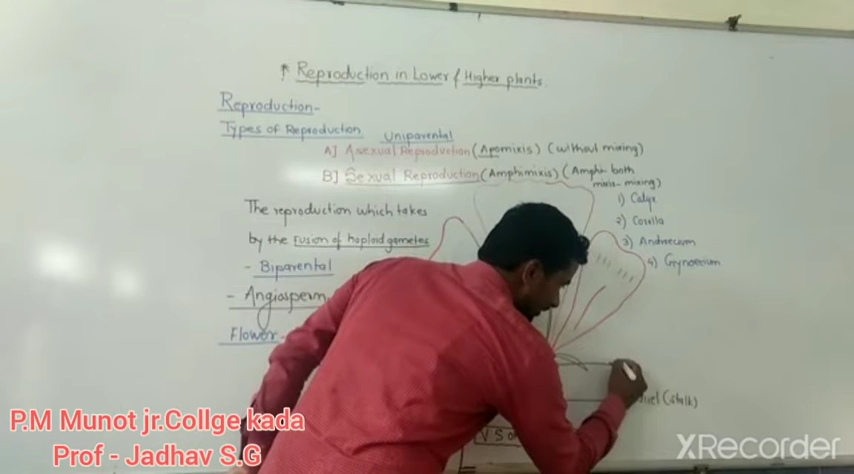 Reproduction in Lower & Higher plants
Reproduction-
Types of Reproduction Uniparental
A] Asexual Reproduction (Apomixis) (without mixing)
B] Sexual Reproduction (Amphimixis) (Amphi- both
mixis-mixing)
The reproduction which takes
by the Fusion of haploid gametes
- Biparental
- Angiosperm
Flower-
1) Calyx
2) Corolla
3) Androecium
4) Gynoecium
(stalk)
V S
P.M Munot jr.Collge kada
Prof - Jadhav S.G
XRecorder